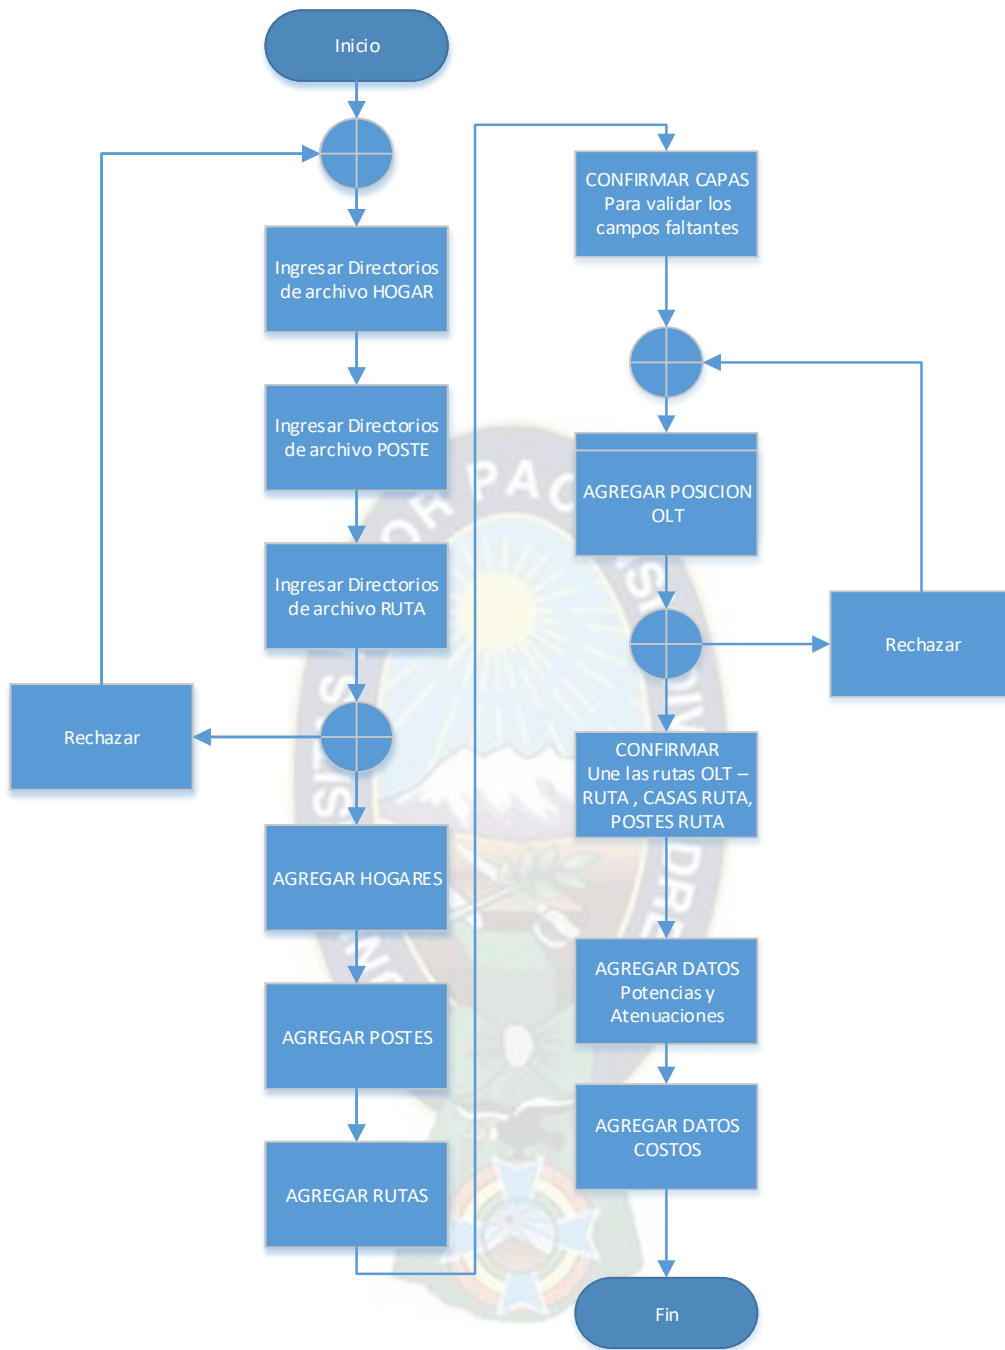 Inicio
Ingresar Directorios
de archivo HOGAR
Ingresar Directorios
de archivo POSTE
Ingresar Directorios
de archivo RUTA
Rechazar
AGREGAR HOGARES
AGREGAR POSTES
AGREGAR RUTAS
CONFIRMAR CAPAS
Para validar los
campos faltantes
AGREGAR POSICION
OLT
Rechazar
CONFIRMAR
Une las rutas OLT –
RUTA , CASAS RUTA,
POSTES RUTA
AGREGAR DATOS
Potencias y
Atenuaciones
AGREGAR DATOS
COSTOS
Fin